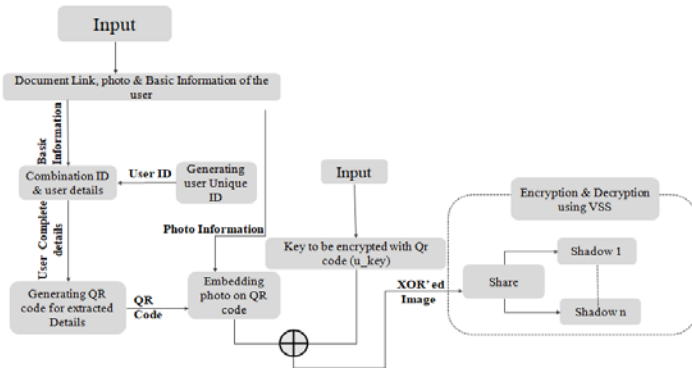 Input
Document Link, photo & Basic Information of the
user
Basic
Information
Combination ID
& user details
User ID
Generating
user Unique
ID
Input
Encryption & Decryption
using VSS
User Complete
details
Photo Information
Key to be encrypted with Qr
code (u_key)
Shadow 1
Share
Shadow n
Generating QR
code for extracted
Details
QR
Code
Embedding
photo on QR
code
XOR'ed
Image